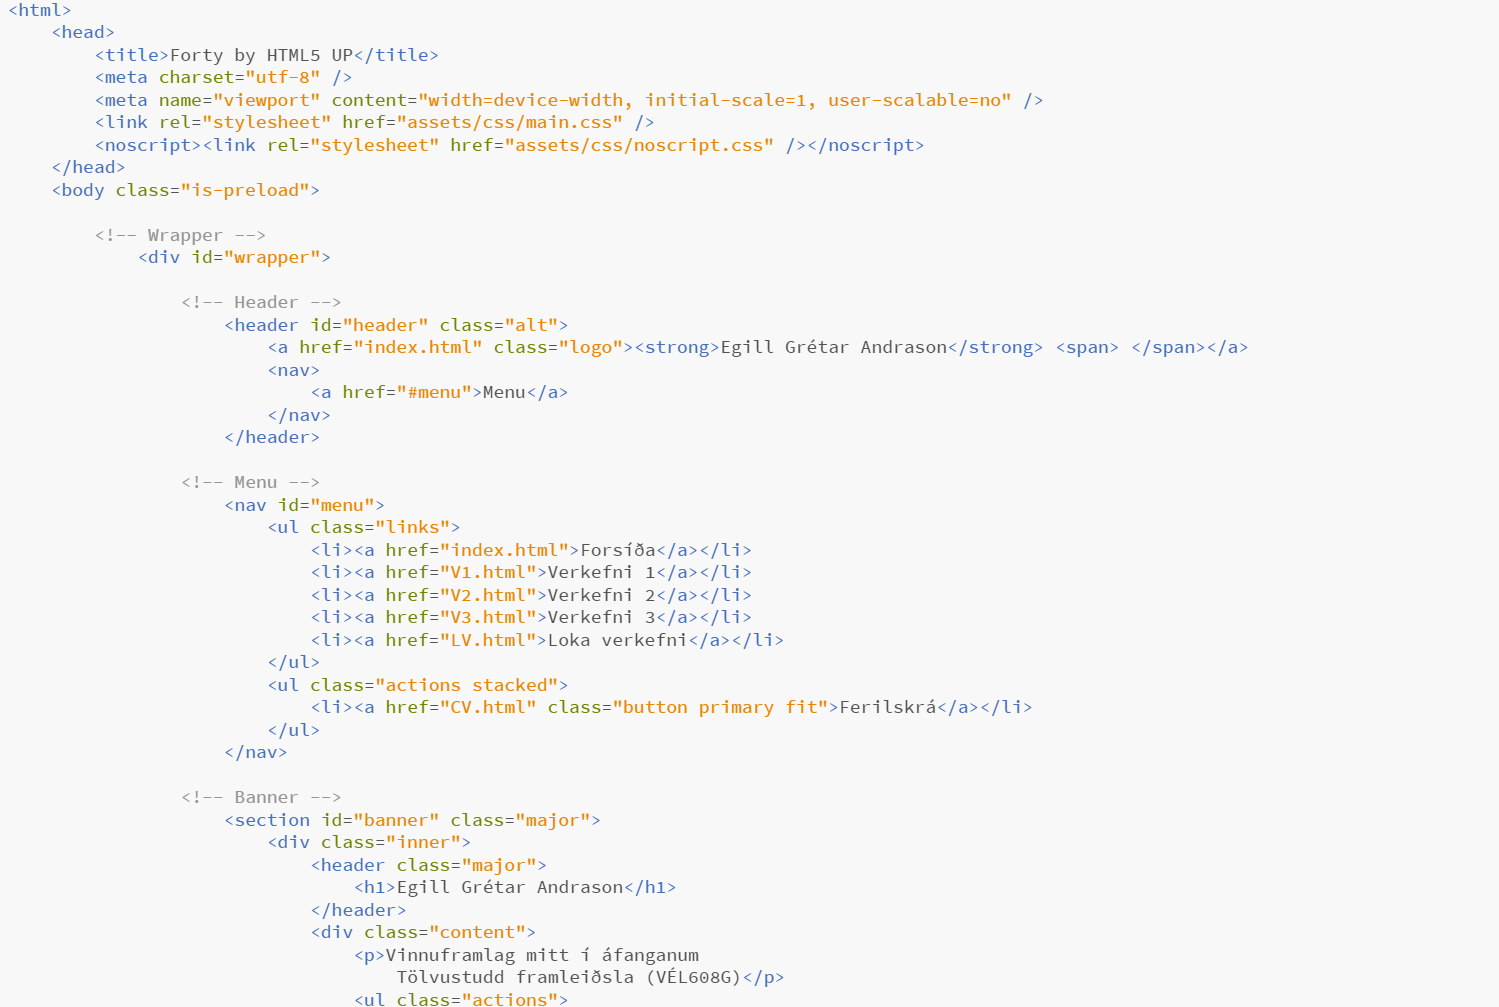 <html>
    <head>
        <title>Forty by HTML5 UP</title>
        <meta charset="utf-8" />
        <meta name="viewport" content="width=device-width, initial-scale=1, user-scalable=no" />
        <link rel="stylesheet" href="assets/css/main.css" />
        <noscript><link rel="stylesheet" href="assets/css/noscript.css" /></noscript>
    </head>
    <body class="is-preload">

        <!-- Wrapper -->
            <div id="wrapper">

                <!-- Header -->
                    <header id="header" class="alt">
                        <a href="index.html" class="logo"><strong>Egill Grétar Andrason</strong> <span> </span></a>
                        <nav>
                            <a href="#menu">Menu</a>
                        </nav>
                    </header>

                <!-- Menu -->
                    <nav id="menu">
                        <ul class="links">
                            <li><a href="index.html">Forsíða</a></li>
                            <li><a href="V1.html">Verkefni 1</a></li>
                            <li><a href="V2.html">Verkefni 2</a></li>
                            <li><a href="V3.html">Verkefni 3</a></li>
                            <li><a href="LV.html">Loka verkefni</a></li>
                        </ul>
                        <ul class="actions stacked">
                            <li><a href="CV.html" class="button primary fit">Ferilskrá</a></li>
                        </ul>
                    </nav>

                <!-- Banner -->
                    <section id="banner" class="major">
                        <div class="inner">
                            <header class="major">
                                <h1>Egill Grétar Andrason</h1>
                            </header>
                            <div class="content">
                                <p>Vinnuframlag mitt í áfanganum
                                    Tölvustudd framleiðsla (VÉL608G)</p>
                                <ul class="actions">